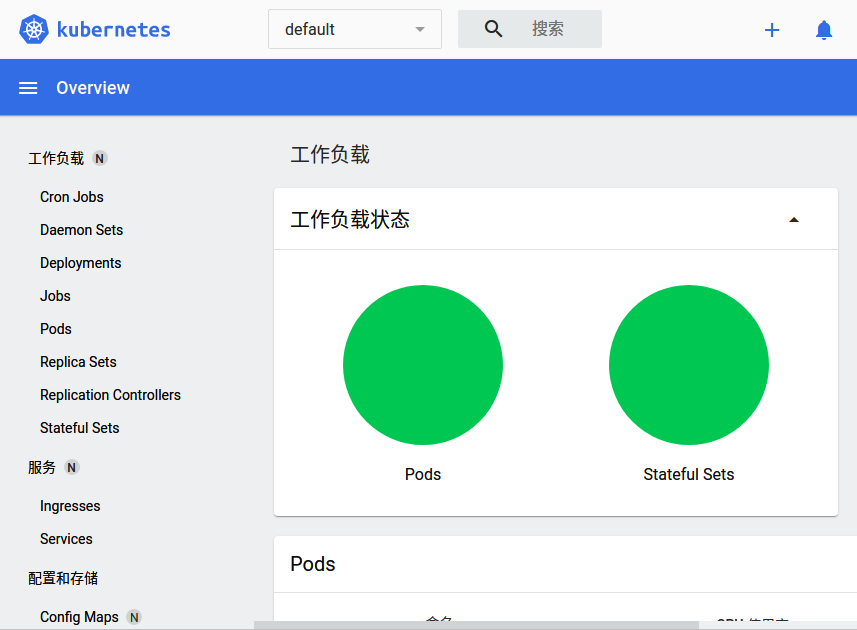 kubernetes
default
搜索
Overview
工作负载 N
Cron Jobs
Daemon Sets
Deployments
Jobs
Pods
Replica Sets
Replication Controllers
Stateful Sets
服务 N
Ingresses
Services
配置和存储
Config Maps N
工作负载
工作负载状态
Pods
Stateful Sets
Pods